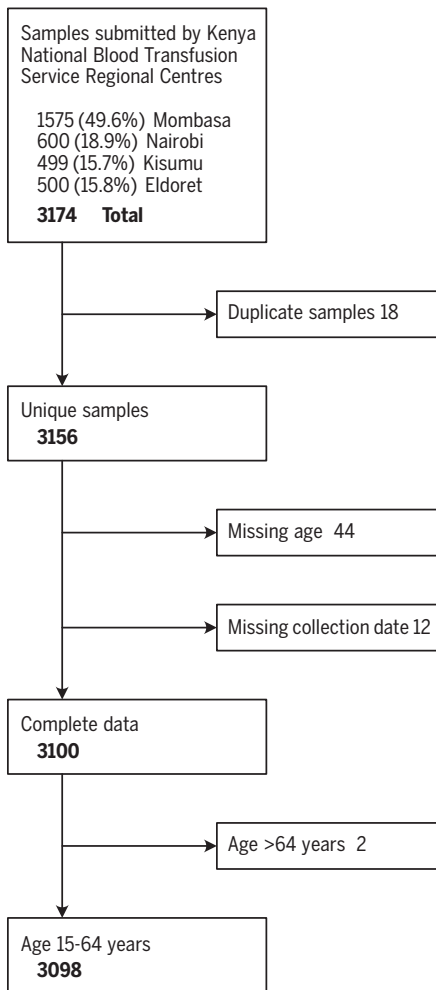 Samples submitted by Kenya
National Blood Transfusion
Service Regional Centres
1575 (49.6%) Mombasa
600 (18.9%) Nairobi
499 (15.7%) Kisumu
500 (15.8%) Eldoret
3174 Total
Duplicate samples 18
Unique samples
3156
Missing age 44
Missing collection date 12
Complete data
3100
Age >64 years 2
Age 15-64 years
3098